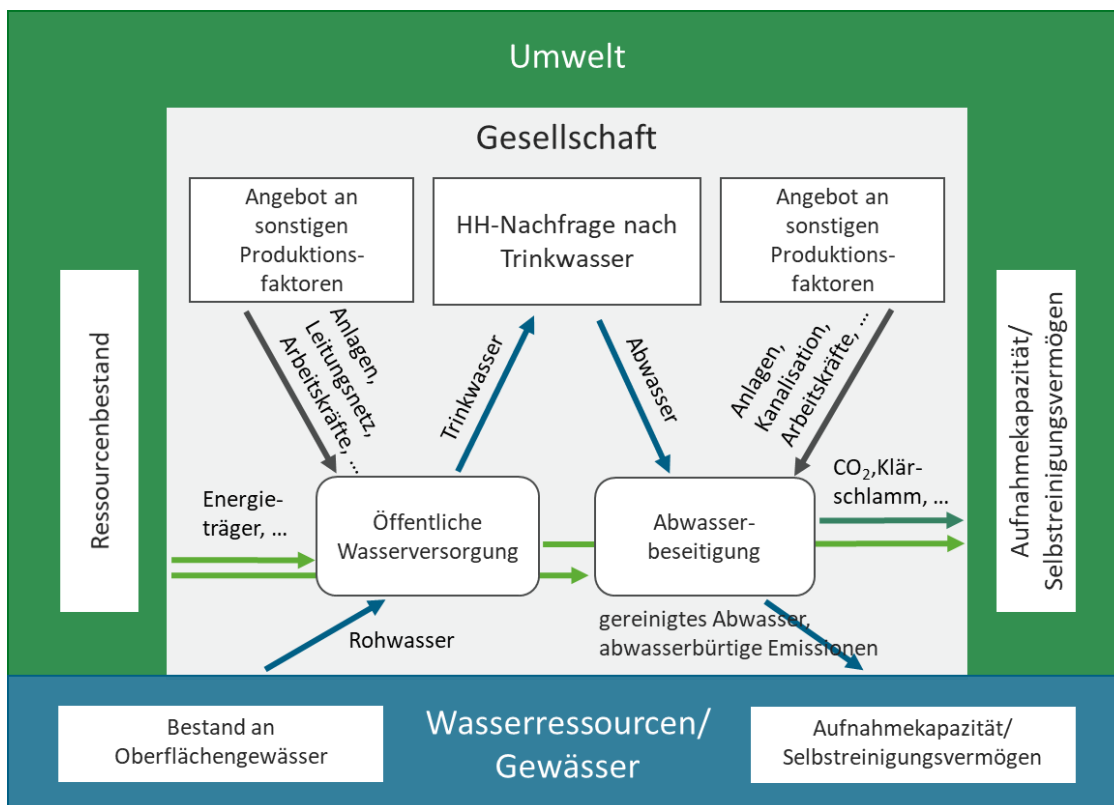 Umwelt
Gesellschaft
Angebot an
sonstigen
Produktions-
faktoren
HH-Nachfrage nach
Trinkwasser
Angebot an
sonstigen
Produktions-
faktoren
Ressourcenbestand
Anlagen,
Leitungsnetz,
Arbeitskräfte, ...
Trinkwasser
Abwasser
Anlagen,
Kanalisation,
Arbeitskräfte, ...
Aufnahmekapazität/
Selbstreinigungsvermögen
Energie-
träger, ...
Öffentliche
Wasserversorgung
Abwasser-
beseitigung
CO₂,Klär-
schlamm, ...
Rohwasser
gereinigtes Abwasser,
abwasserbürtige Emissionen
Bestand an
Oberflächengewässer
Wasserressourcen/
Gewässer
Aufnahmekapazität/
Selbstreinigungsvermögen